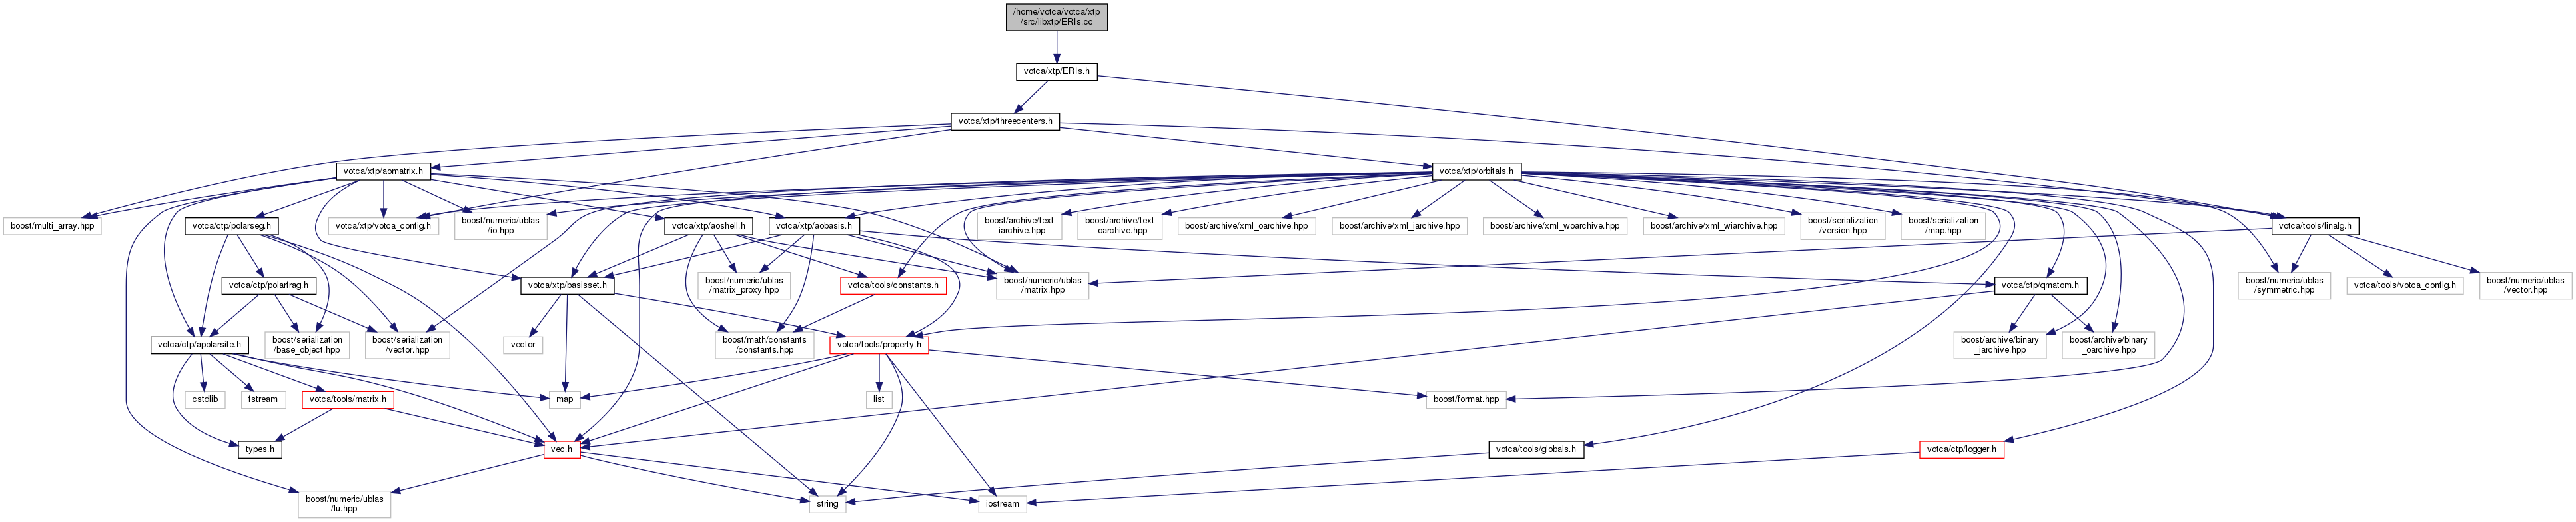 /home/votca/votca/xtp
/src/libxtp/ERIs.cc
votca/xtp/ERIs.h
votca/xtp/threecenters.h
votca/xtp/aomatrix.h
votca/xtp/orbitals.h
boost/multi_array.hpp
votca/ctp/polarseg.h
votca/xtp/votca_config.h
boost/numeric/ublas
/io.hpp
votca/xtp/aoshell.h
votca/xtp/aobasis.h
boost/archive/text
_iarchive.hpp
boost/archive/text
_oarchive.hpp
boost/archive/xml_oarchive.hpp
boost/archive/xml_iarchive.hpp
boost/archive/xml_woarchive.hpp
boost/archive/xml_wiarchive.hpp
boost/serialization
/version.hpp
boost/serialization
/map.hpp
votca/tools/linalg.h
votca/ctp/polarfrag.h
votca/xtp/basisset.h
boost/numeric/ublas
/matrix_proxy.hpp
votca/tools/constants.h
boost/numeric/ublas
/matrix.hpp
votca/ctp/qmatom.h
boost/numeric/ublas
/symmetric.hpp
votca/tools/votca_config.h
boost/numeric/ublas
/vector.hpp
votca/ctp/apolarsite.h
boost/serialization
/base_object.hpp
boost/serialization
/vector.hpp
vector
boost/math/constants
/constants.hpp
votca/tools/property.h
boost/archive/binary
_iarchive.hpp
boost/archive/binary
_oarchive.hpp
cstdlib
fstream
votca/tools/matrix.h
map
list
boost/format.hpp
types.h
vec.h
votca/tools/globals.h
votca/ctp/logger.h
boost/numeric/ublas
/lu.hpp
string
iostream